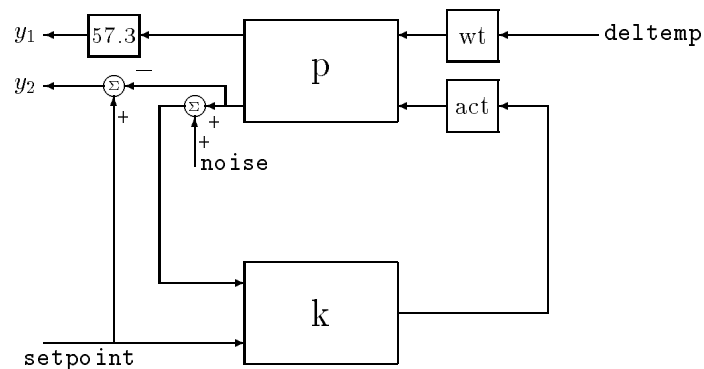 y1
57.3
p
wt
deltemp
y2
Σ
−
Σ
+
act
+
+
noise
k
setpoint